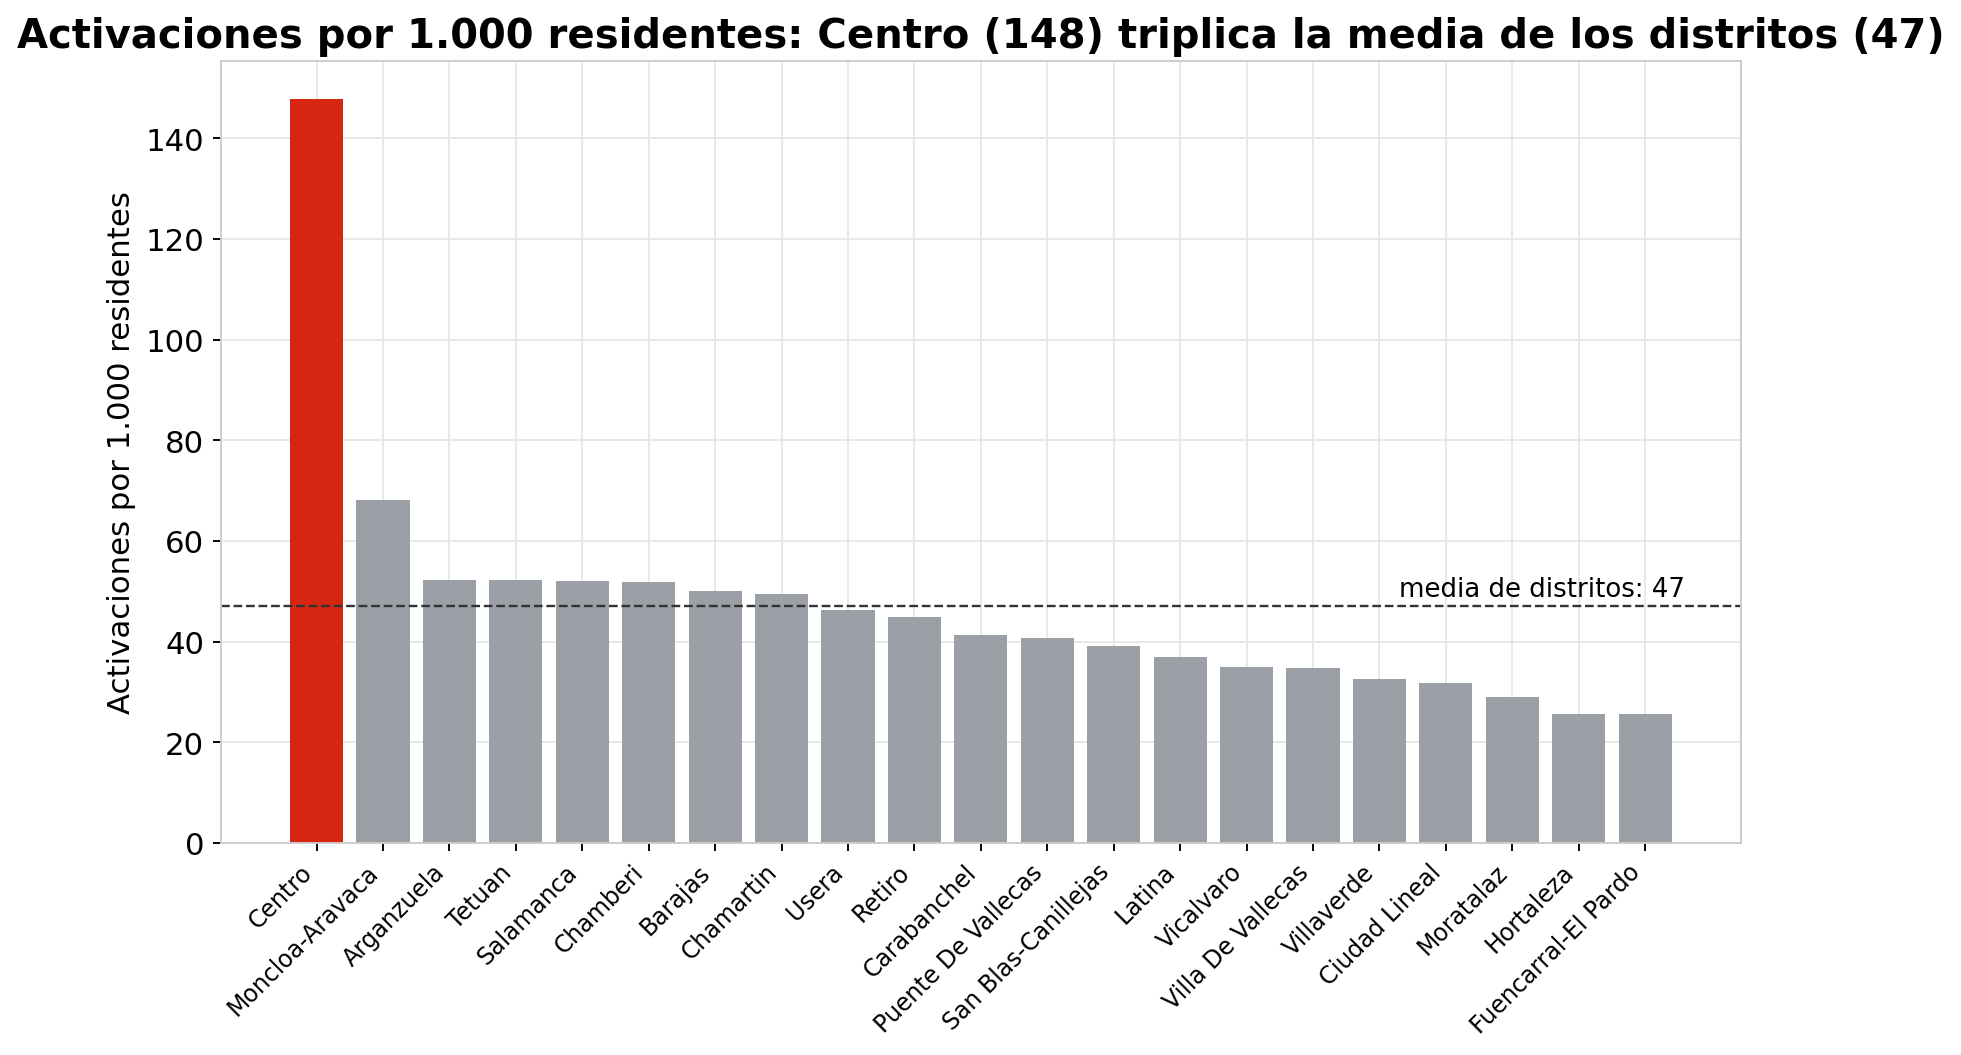 Activaciones por 1.000 residentes: Centro (148) triplica la media de los distritos (47)
Activaciones por 1.000 residentes
140
120
100
80
60
40
20
0
media de distritos: 47
Centro
Moncloa-Aravaca
Arganzuela
Tetuan
Salamanca
Chamberi
Barajas
Chamartin
Usera
Retiro
Carabanchel
Puente De Vallecas
San Blas-Canillejas
Latina
Vicalvaro
Villa De Vallecas
Villaverde
Ciudad Lineal
Moratalaz
Hortaleza
Fuencarral-El Pardo